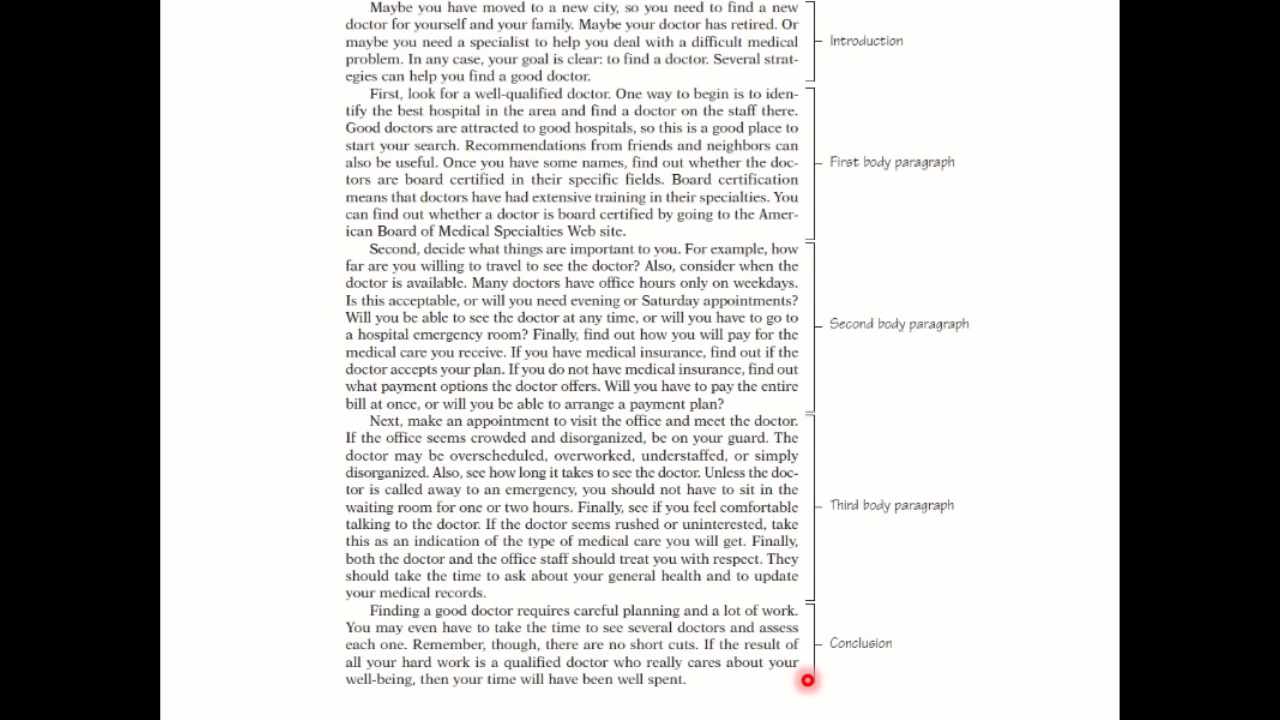 Maybe you have moved to a new city, so you need to find a new
doctor for yourself and your family. Maybe your doctor has retired. Or
maybe you need a specialist to help you deal with a difficult medical
problem. In any case, your goal is clear: to find a doctor. Several strat-
egies can help you find a good doctor.
Introduction
First, look for a well-qualified doctor. One way to begin is to iden-
tify the best hospital in the area and find a doctor on the staff there.
Good doctors are attracted to good hospitals, so this is a good place to
start your search. Recommendations from friends and neighbors can
also be useful. Once you have some names, find out whether the doc-
tors are board certified in their specific fields. Board certification
means that doctors have had extensive training in their specialties. You
can find out whether a doctor is board certified by going to the Amer-
ican Board of Medical Specialties Web site.
First body paragraph
Second, decide what things are important to you. For example, how
far are you willing to travel to see the doctor? Also, consider when the
doctor is available. Many doctors have office hours only on weekdays.
Is this acceptable, or will you need evening or Saturday appointments?
Will you be able to see the doctor at any time, or will you have to go to
a hospital emergency room? Finally, find out how you will pay for the
medical care you receive. If you have medical insurance, find out if the
doctor accepts your plan. If you do not have medical insurance, find out
what payment options the doctor offers. Will you have to pay the entire
bill at once, or will you be able to arrange a payment plan?
Second body paragraph
Next, make an appointment to visit the office and meet the doctor.
If the office seems crowded and disorganized, be on your guard. The
doctor may be overscheduled, overworked, understaffed, or simply
disorganized. Also, see how long it takes to see the doctor. Unless the doc-
tor is called away to an emergency, you should not have to sit in the
waiting room for one or two hours. Finally, see if you feel comfortable
talking to the doctor. If the doctor seems rushed or uninterested, take
this as an indication of the type of medical care you will get. Finally,
both the doctor and the office staff should treat you with respect. They
should take the time to ask about your general health and to update
your medical records.
Third body paragraph
Finding a good doctor requires careful planning and a lot of work.
You may even have to take the time to see several doctors and assess
each one. Remember, though, there are no short cuts. If the result of
all your hard work is a qualified doctor who really cares about your
well-being, then your time will have been well spent.
Conclusion